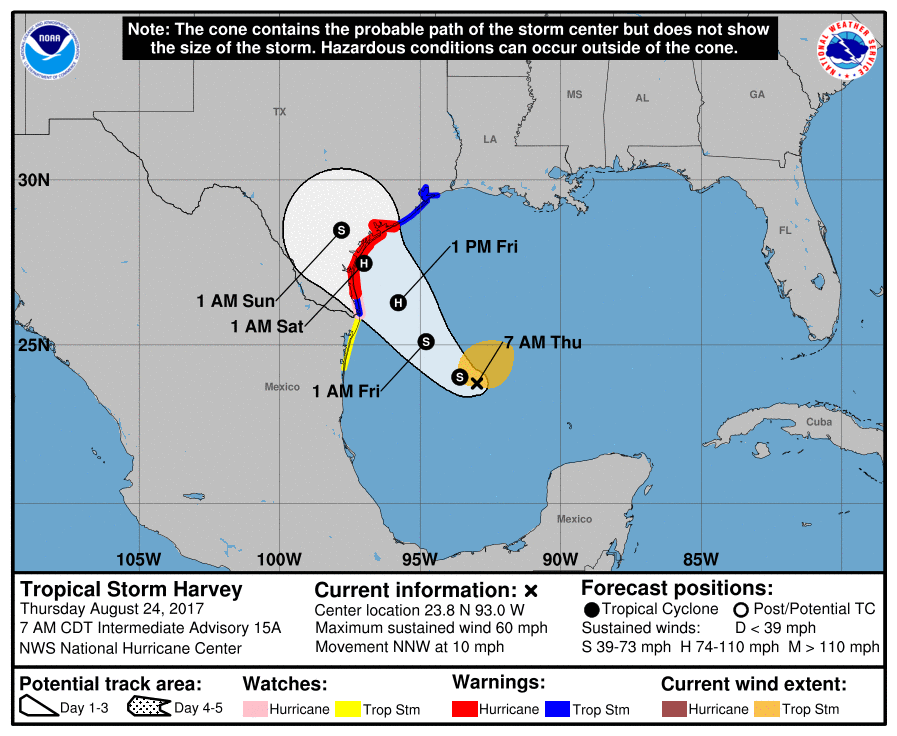 Note: The cone contains the probable path of the storm center but does not show
the size of the storm. Hazardous conditions can occur outside of the cone.
NOAA
NATIONAL WEATHER SERVICE
MS
AL
GA
TX
LA
30N
FL
1 PM Fri
1 AM Sun
1 AM Sat
25N
7 AM Thu
Mexico
1 AM Fri
Cuba
Mexico
S
H
H
S
S
105W
100W
95W
90W
85W
Tropical Storm Harvey
Thursday August 24, 2017
7 AM CDT Intermediate Advisory 15A
NWS National Hurricane Center
Current information:
Center location 23.8 N 93.0 W
Maximum sustained wind 60 mph
Movement NNW at 10 mph
Forecast positions:
Tropical Cyclone Post/Potential TC
Sustained winds: D < 39 mph
S 39-73 mph H 74-110 mph M > 110 mph
Potential track area:
Day 1-3 Day 4-5
Watches:
Hurricane Trop Stm
Warnings:
Hurricane Trop Stm
Current wind extent:
Hurricane Trop Stm